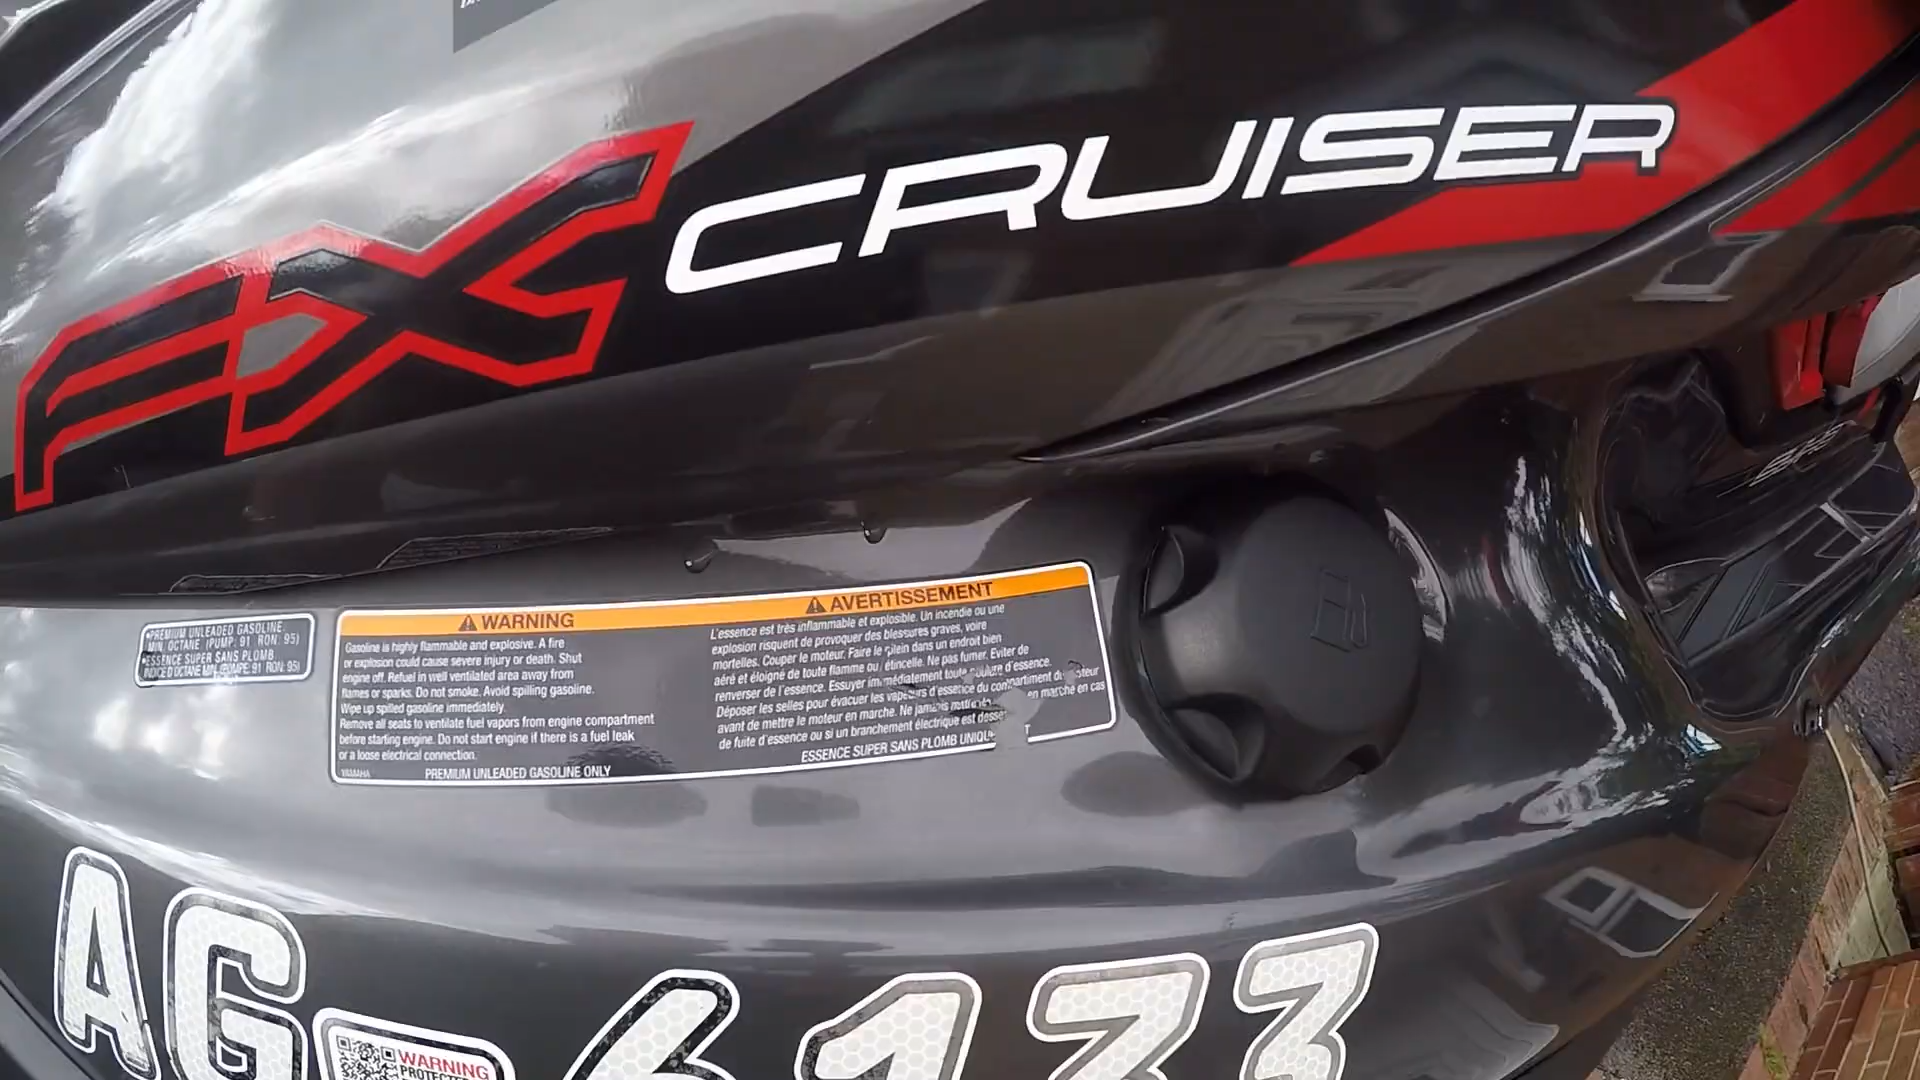 FX CRUISER
PREMIUM UNLEADED GASOLINE.
MIN. OCTANE (PUMP: 91 RON: 95)
ESSENCE SUPER SANS PLOMB.
INDICE D'OCTANE MIN. (POMPE: 91 RON: 95)
WARNING
Gasoline is highly flammable and explosive. A fire
or explosion could cause severe injury or death. Shut
engine off. Refuel in well ventilated area away from
flames or sparks. Do not smoke. Avoid spilling gasoline.
Wipe up spilled gasoline immediately.
Remove all seats to ventilate fuel vapors from engine compartment
before starting engine. Do not start engine if there is a fuel leak
or a loose electrical connection.
YAMAHA
PREMIUM UNLEADED GASOLINE ONLY
AVERTISSEMENT
L'essence est très inflammable et explosible. Un incendie ou une
explosion risquent de provoquer des blessures graves, voire
mortelles. Couper le moteur. Faire le plein dans un endroit bien
aéré et éloigné de toute flamme ou étincelle. Ne pas fumer. Eviter de
renverser de l'essence. Essuyer immédiatement toute coulure d'essence.
Déposer les selles pour évacuer les vapeurs d'essence du compartiment du moteur
avant de mettre le moteur en marche. Ne jamais mettre en marche en cas
de fuite d'essence ou si un branchement électrique est
ESSENCE SUPER SANS PLOMB
AG
WARNING